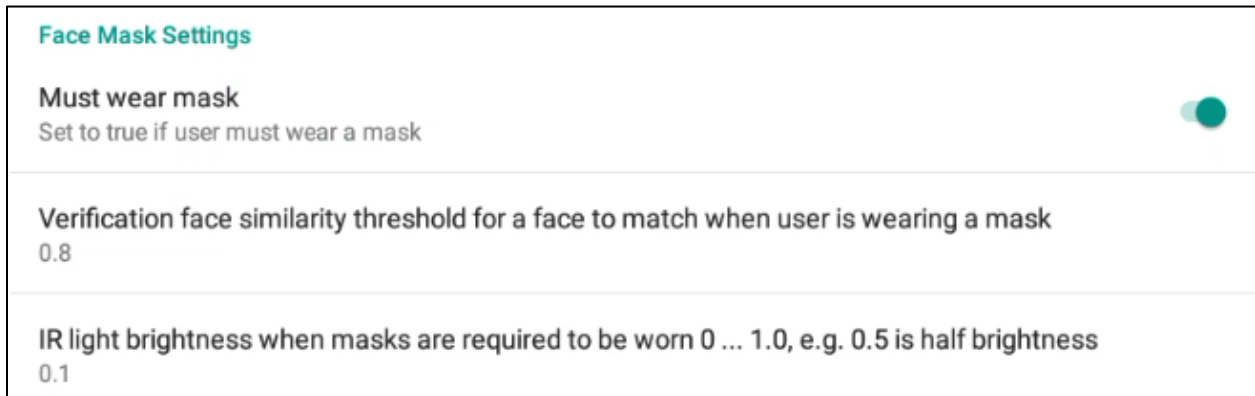 Face Mask Settings
Must wear mask
Set to true if user must wear a mask
Verification face similarity threshold for a face to match when user is wearing a mask
0.8
IR light brightness when masks are required to be worn 0 ... 1.0, e.g. 0.5 is half brightness
0.1